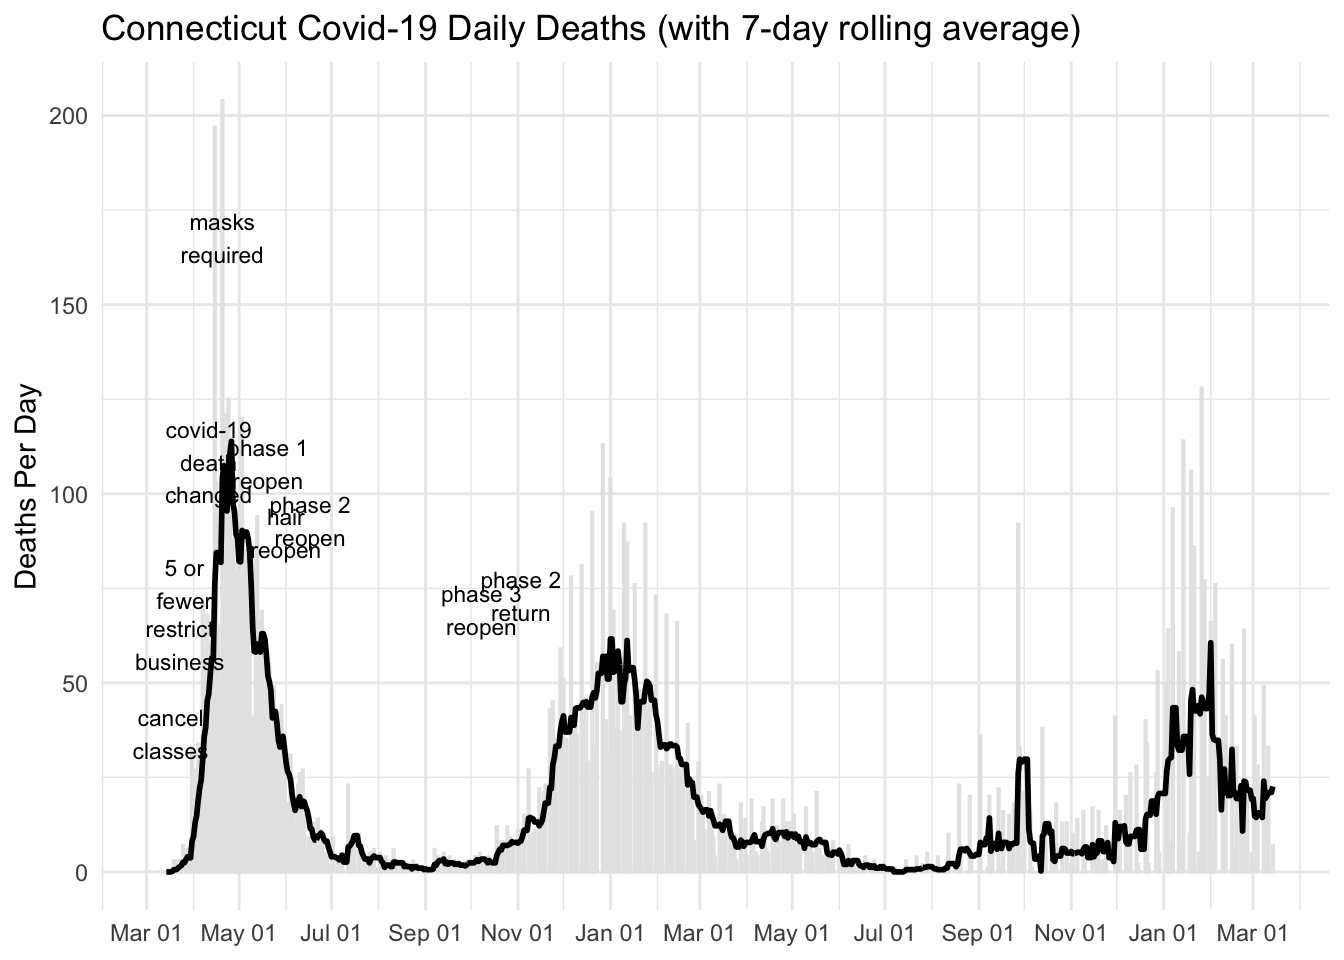 Connecticut Covid-19 Daily Deaths (with 7-day rolling average)
Deaths Per Day
200
150
100
50
0
masks
required
covid-19
death
changed
phase 1
reopen
phase 2
reopen
hair
reopen
5 or
fewer
restrict
business
cancel
classes
phase 2
return
phase 3
reopen
Mar 01 May 01 Jul 01 Sep 01 Nov 01 Jan 01 Mar 01 May 01 Jul 01 Sep 01 Nov 01 Jan 01 Mar 01